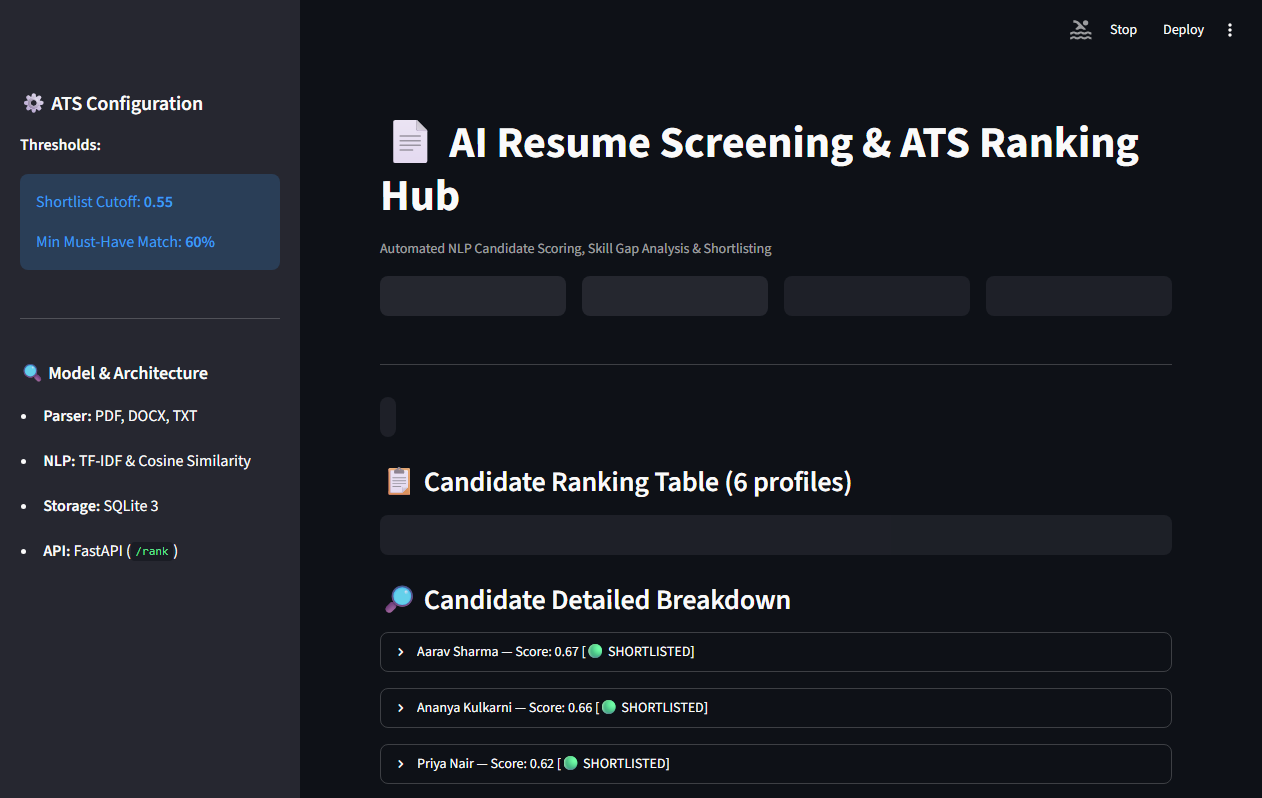 Stop Deploy
⚙️ ATS Configuration
Thresholds:
Shortlist Cutoff: 0.55
Min Must-Have Match: 60%
🔍 Model & Architecture
• Parser: PDF, DOCX, TXT
• NLP: TF-IDF & Cosine Similarity
• Storage: SQLite 3
• API: FastAPI ( /rank )
📄 AI Resume Screening & ATS Ranking
Hub
Automated NLP Candidate Scoring, Skill Gap Analysis & Shortlisting
📋 Candidate Ranking Table (6 profiles)
🔎 Candidate Detailed Breakdown
Aarav Sharma — Score: 0.67 [🟢 SHORTLISTED]
Ananya Kulkarni — Score: 0.66 [🟢 SHORTLISTED]
Priya Nair — Score: 0.62 [🟢 SHORTLISTED]